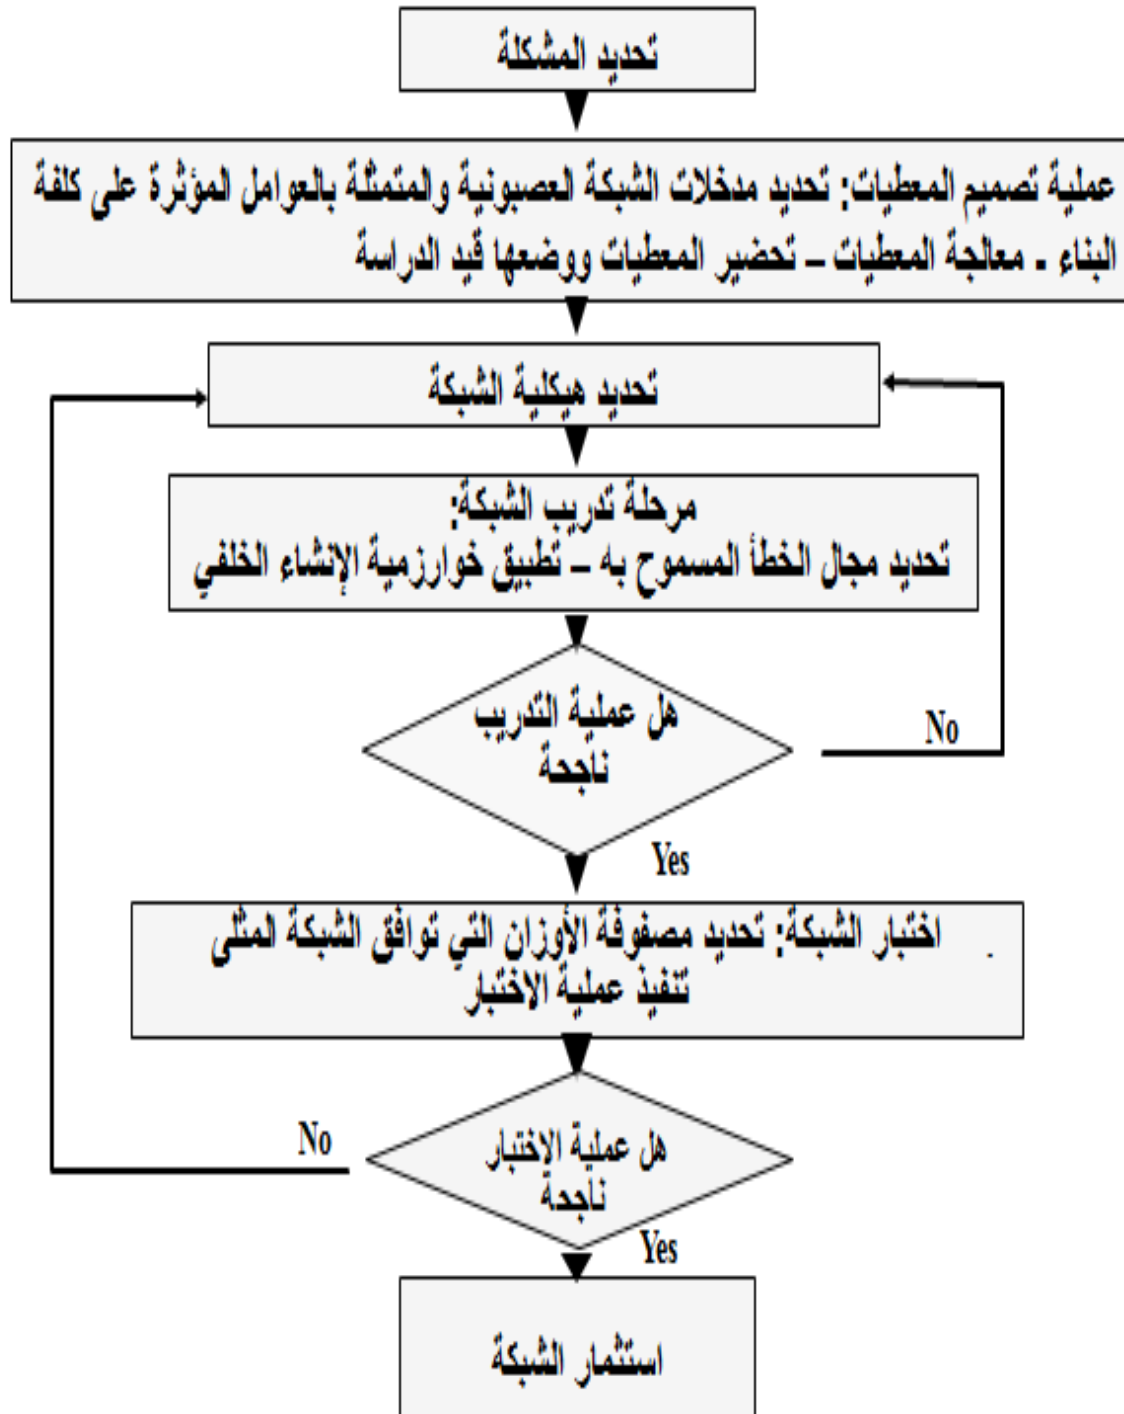 تحديد المشكلة
عملية تصميم المعطيات: تحديد مدخلات الشبكة العصبونية والمتمثلة بالعوامل المؤثرة على كلفة
البناء - معالجة المعطيات – تحضير المعطيات ووضعها قيد الدراسة
تحديد هيكلية الشبكة
مرحلة تدريب الشبكة:
تحديد مجال الخطأ المسموح به – تطبيق خوارزمية الإنشاء الخلفي
هل عملية التدريب
ناجحة
No
Yes
اختبار الشبكة: تحديد مصفوفة الأوزان التي توافق الشبكة المثلى
تنفيذ عملية الاختبار
هل عملية الاختبار
ناجحة
No
Yes
استثمار الشبكة